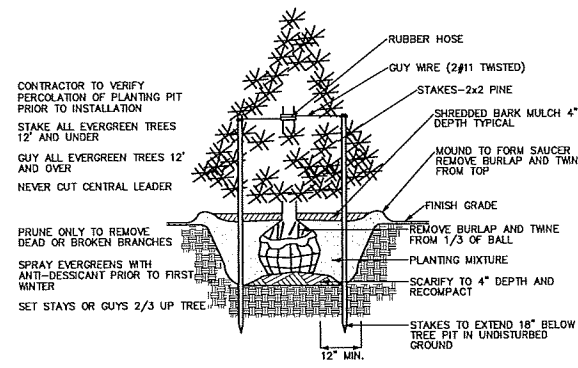 CONTRACTOR TO VERIFY
PERCOLATION OF PLANTING PIT
PRIOR TO INSTALLATION
STAKE ALL EVERGREEN TREES
12' AND UNDER
GUY ALL EVERGREEN TREES 12'
AND OVER
NEVER CUT CENTRAL LEADER
PRUNE ONLY TO REMOVE
DEAD OR BROKEN BRANCHES
SPRAY EVERGREENS WITH
ANTI-DESSICANT PRIOR TO FIRST
WINTER
SET STAYS OR GUYS 2/3 UP TREE
RUBBER HOSE
GUY WIRE (2#11 TWISTED)
STAKES-2x2 PINE
SHREDDED BARK MULCH 4"
DEPTH TYPICAL
MOUND TO FORM SAUCER
REMOVE BURLAP AND TWIN
FROM TOP
FINISH GRADE
REMOVE BURLAP AND TWINE
FROM 1/3 OF BALL
PLANTING MIXTURE
SCARIFY TO 4" DEPTH AND
RECOMPACT
STAKES TO EXTEND 18" BELOW
TREE PIT IN UNDISTURBED
GROUND
12" MIN.